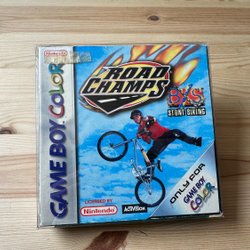 Nintendo
GAME BOY COLOR
ROAD
CHAMPS
BXS
STUNT BIKING
LICENSED BY
Nintendo
ACTIVISION
ONLY FOR
GAME BOY
COLOR